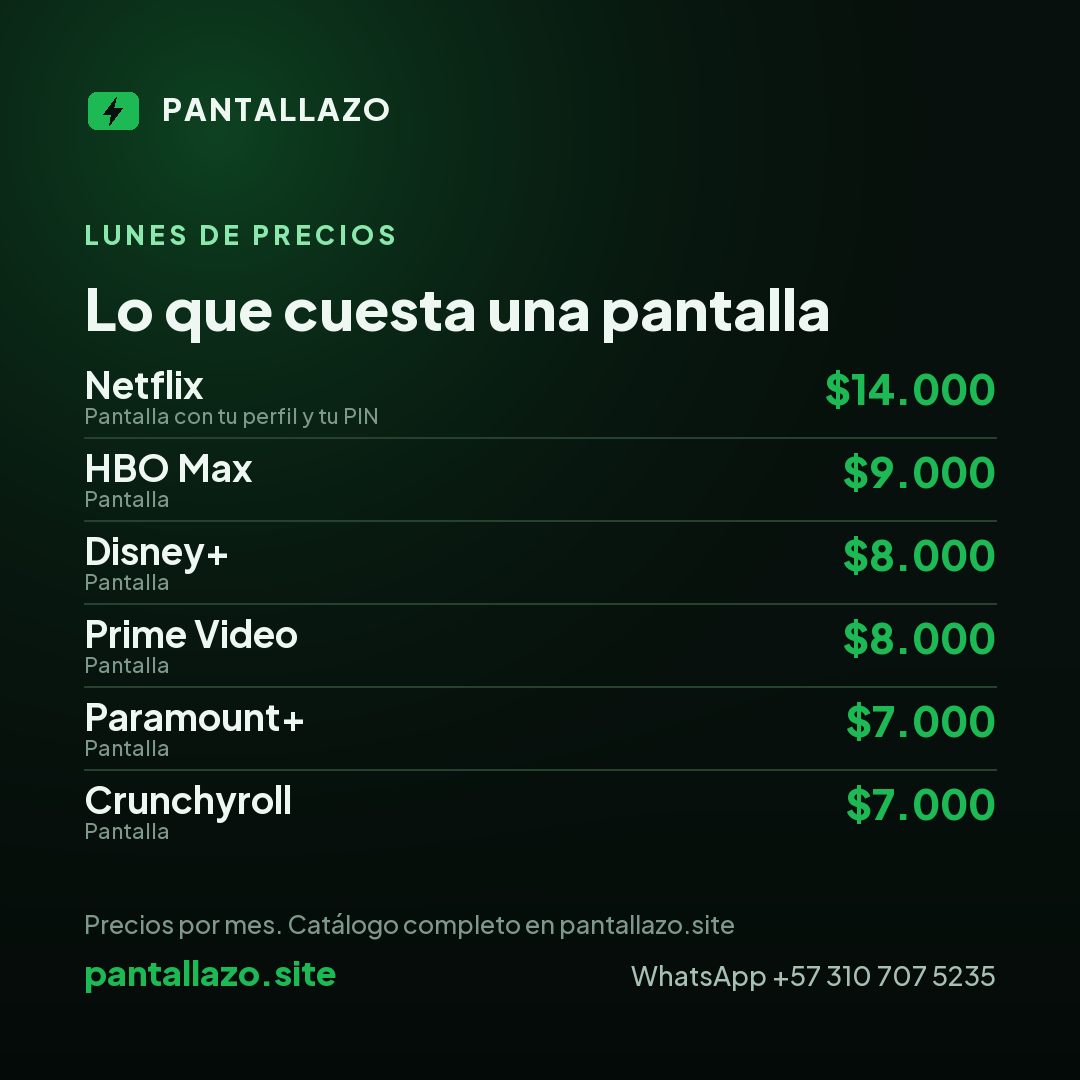 PANTALLAZO
LUNES DE PRECIOS
Lo que cuesta una pantalla
Netflix $14.000
Pantalla con tu perfil y tu PIN
HBO Max $9.000
Pantalla
Disney+ $8.000
Pantalla
Prime Video $8.000
Pantalla
Paramount+ $7.000
Pantalla
Crunchyroll $7.000
Pantalla
Precios por mes. Catálogo completo en pantallazo.site
pantallazo.site WhatsApp +57 310 707 5235